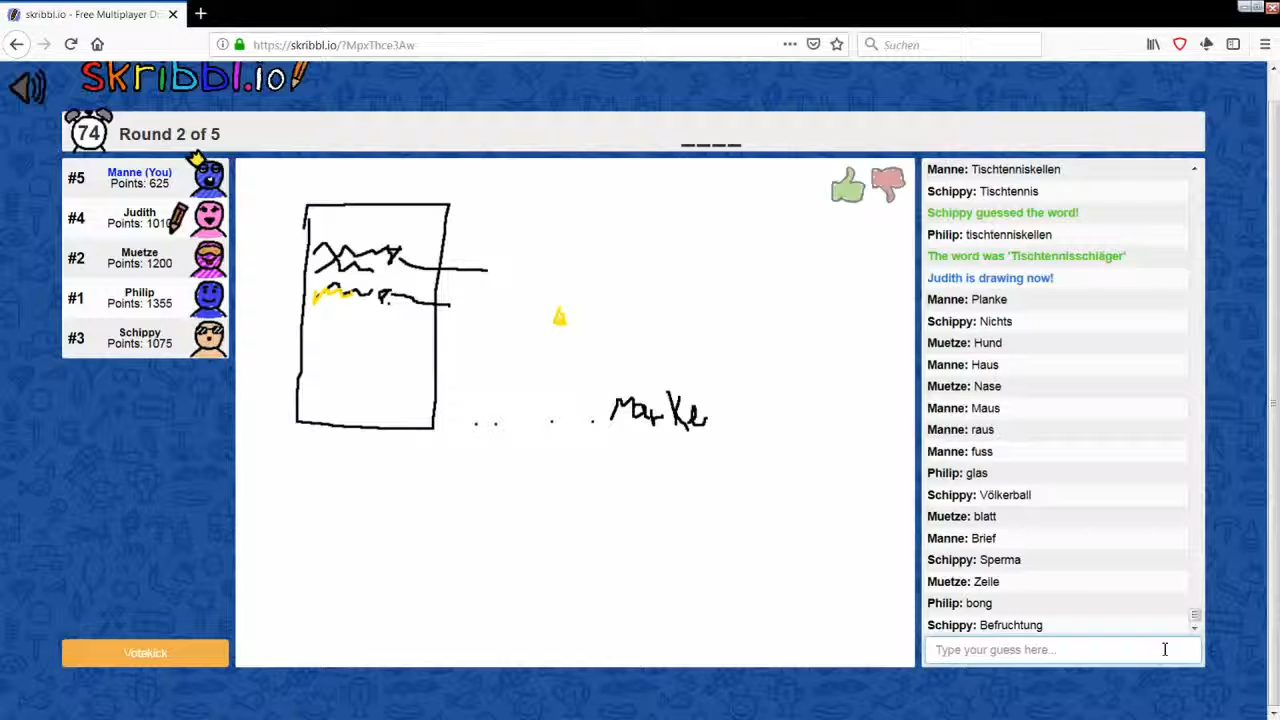 skribbl.io - Free Multiplayer Dr
https://skribbl.io/?MpxThce3Aw
Suchen
skribbl.io!
74
Round 2 of 5
#5
Manne (You)
Points: 625
#4
Judith
Points: 1010
#2
Muetze
Points: 1200
#1
Philip
Points: 1355
#3
Schippy
Points: 1075
Votekick
Marke
Manne: Tischtenniskellen
Schippy: Tischtennis
Schippy guessed the word!
Philip: tischtenniskellen
The word was 'Tischtennisschläger'
Judith is drawing now!
Manne: Planke
Schippy: Nichts
Muetze: Hund
Manne: Haus
Muetze: Nase
Manne: Maus
Manne: raus
Manne: fuss
Philip: glas
Schippy: Völkerball
Muetze: blatt
Manne: Brief
Schippy: Sperma
Muetze: Zeile
Philip: bong
Schippy: Befruchtung
Type your guess here...